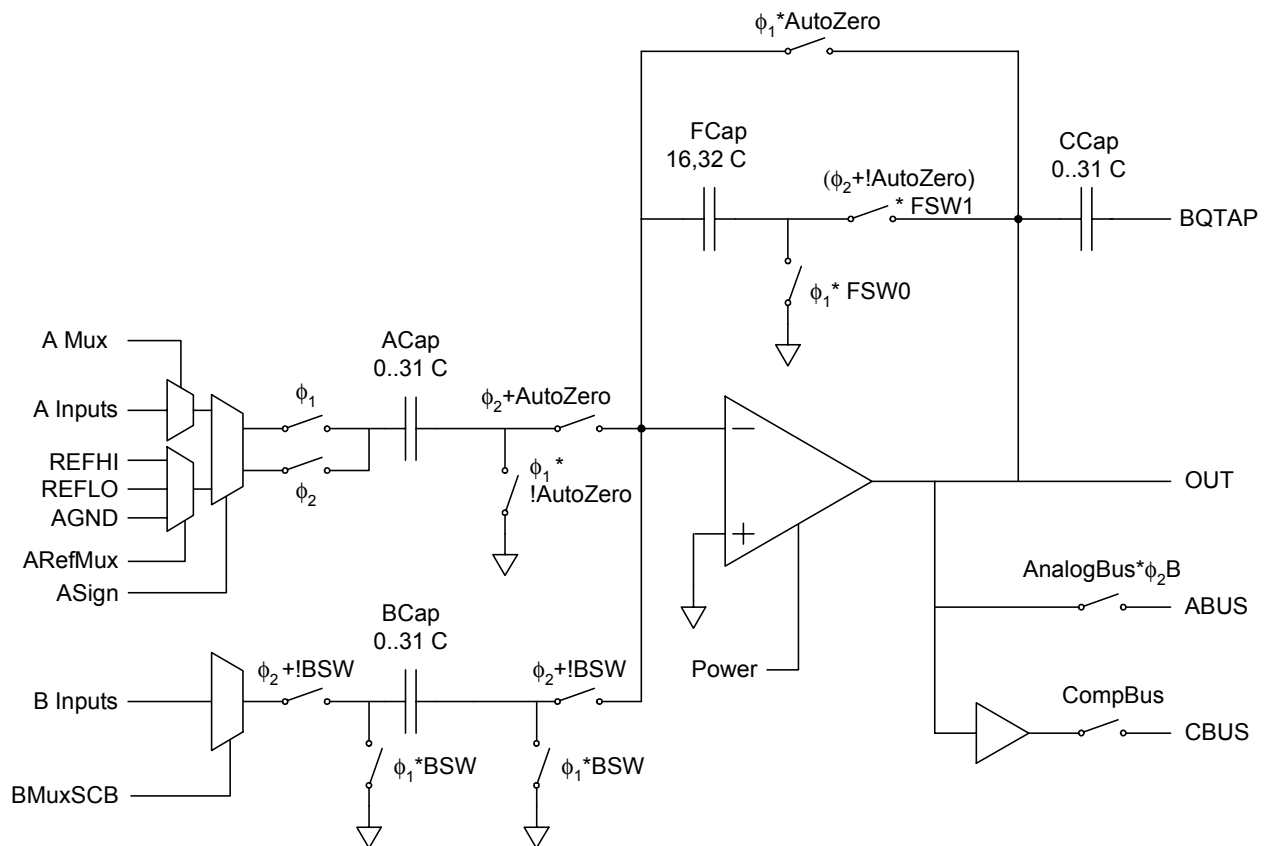 ϕ1*AutoZero
FCap
16,32 C
CCap
0..31 C
(ϕ2+!AutoZero)
* FSW1
BQTAP
ϕ1* FSW0
A Mux
ACap
0..31 C
A Inputs
ϕ1
ϕ2+AutoZero
REFHI
REFLO
AGND
ϕ2
ϕ1*
!AutoZero
OUT
ARefMux
ASign
AnalogBus*ϕ2B
ABUS
BCap
0..31 C
Power
B Inputs
ϕ2+!BSW
ϕ2+!BSW
CompBus
CBUS
ϕ1*BSW
ϕ1*BSW
BMuxSCB